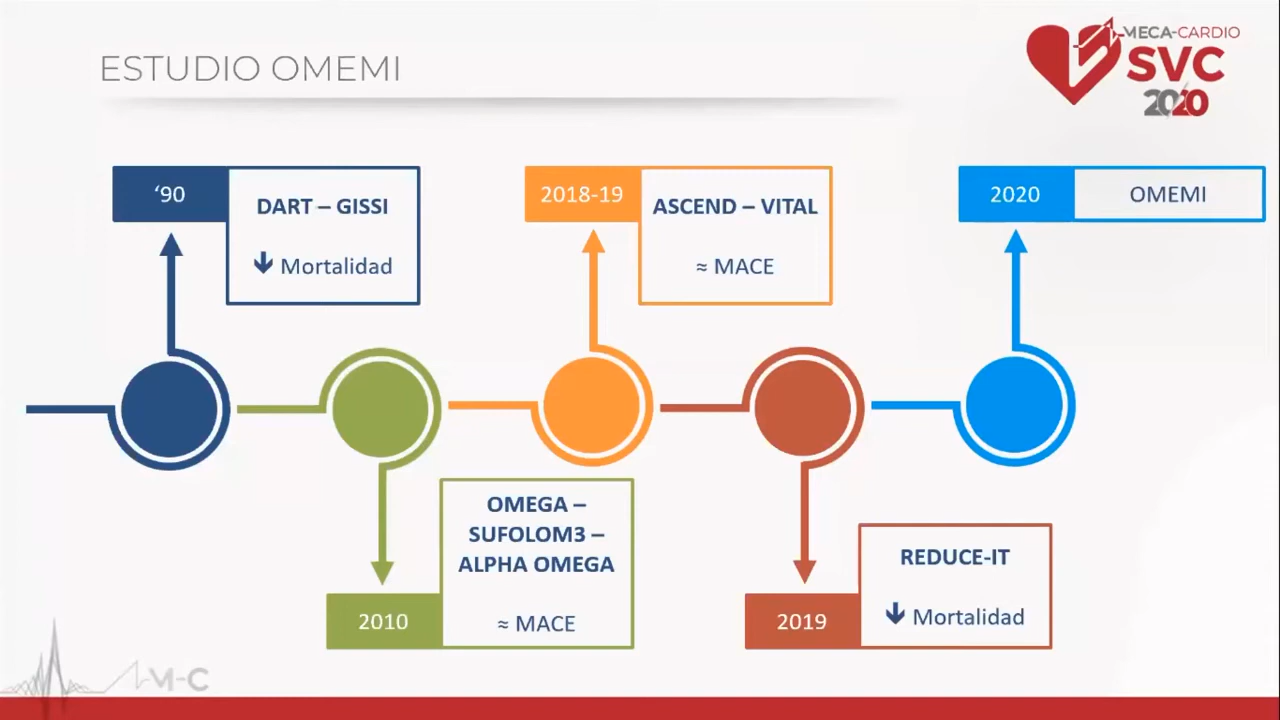 ESTUDIO OMEMI
MECA-CARDIO
SVC
2020
‘90
DART – GISSI
Mortalidad
2018-19
ASCEND – VITAL
≈ MACE
2020
OMEMI
OMEGA –
SUFOLOM3 –
ALPHA OMEGA
≈ MACE
2010
REDUCE-IT
Mortalidad
2019
M-C